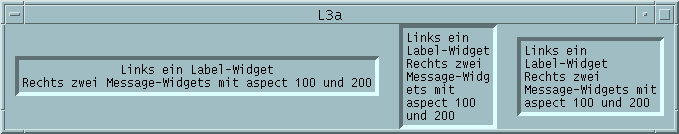 L3a
Links ein Label-Widget
Rechts zwei Message-Widgets mit aspect 100 und 200
Links ein
Label-Widget
Rechts zwei
Message-Widg
ets mit
aspect 100
und 200
Links ein
Label-Widget
Rechts zwei
Message-Widgets mit
aspect 100 und 200